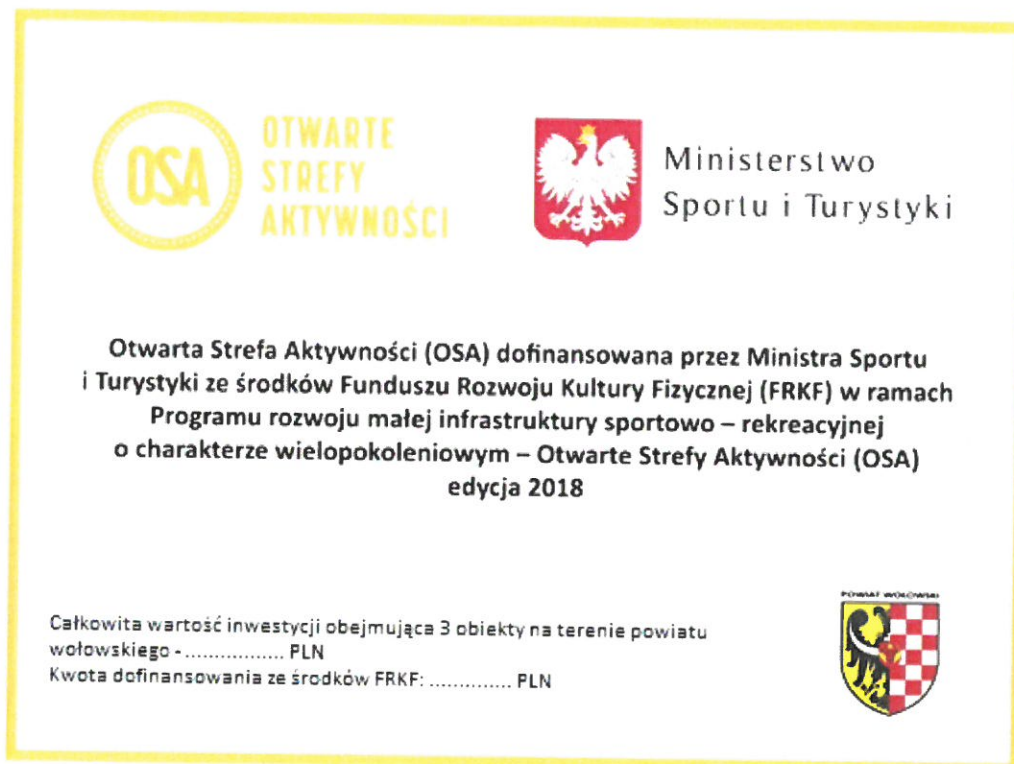 OSA
OTWARTE
STREFY
AKTYWNOŚCI
Ministerstwo
Sportu i Turystyki
Otwarta Strefa Aktywności (OSA) dofinansowana przez Ministra Sportu
i Turystyki ze środków Funduszu Rozwoju Kultury Fizycznej (FRKF) w ramach
Programu rozwoju małej infrastruktury sportowo – rekreacyjnej
o charakterze wielopokoleniowym – Otwarte Strefy Aktywności (OSA)
edycja 2018
Całkowita wartość inwestycji obejmująca 3 obiekty na terenie powiatu
wołowskiego - ................ PLN
Kwota dofinansowania ze środków FRKF: .............. PLN
POWIAT WOŁOWSKI